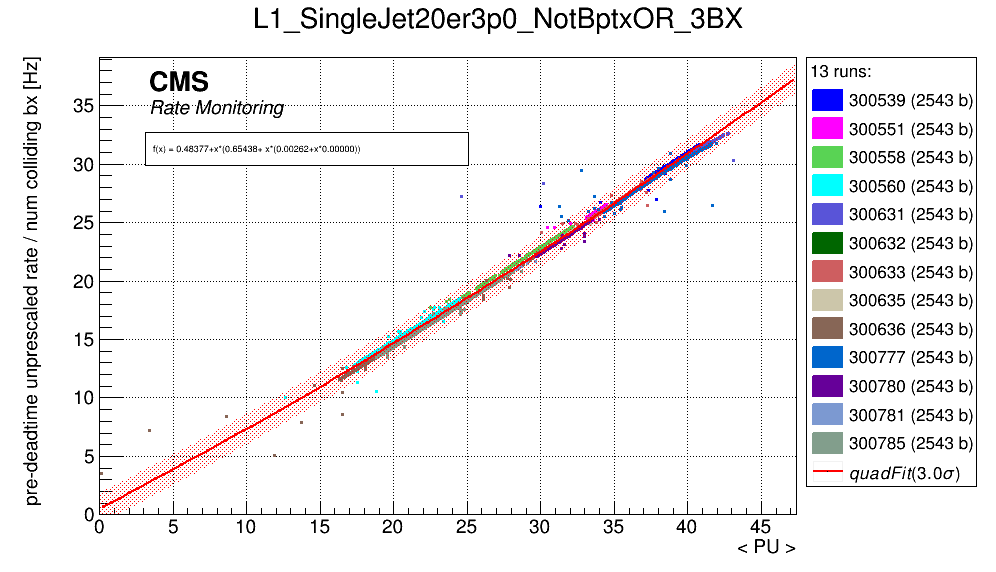 L1_SingleJet20er3p0_NotBptxOR_3BX
pre-deadtime unprescaled rate / num colliding bx [Hz]
CMS
Rate Monitoring
f(x) = 0.48377+x*(0.65438+ x*(0.00262+x*0.00000))
35
30
25
20
15
10
5
0
0 5 10 15 20 25 30 35 40 45
< PU >
13 runs:
300539 (2543 b)
300551 (2543 b)
300558 (2543 b)
300560 (2543 b)
300631 (2543 b)
300632 (2543 b)
300633 (2543 b)
300635 (2543 b)
300636 (2543 b)
300777 (2543 b)
300780 (2543 b)
300781 (2543 b)
300785 (2543 b)
quadFit(3.0σ)